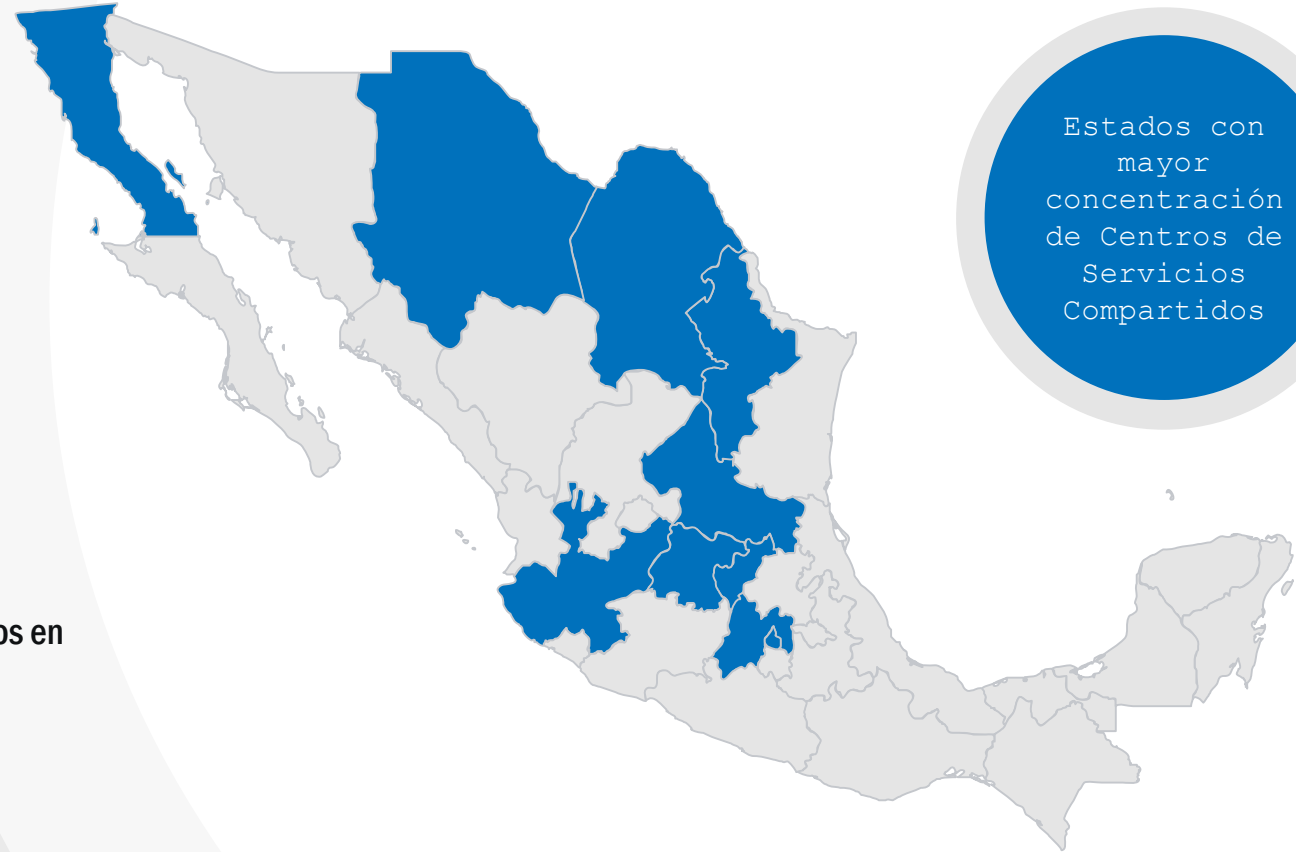 Estados con
mayor
concentración
de Centros de
Servicios
Compartidos
os en